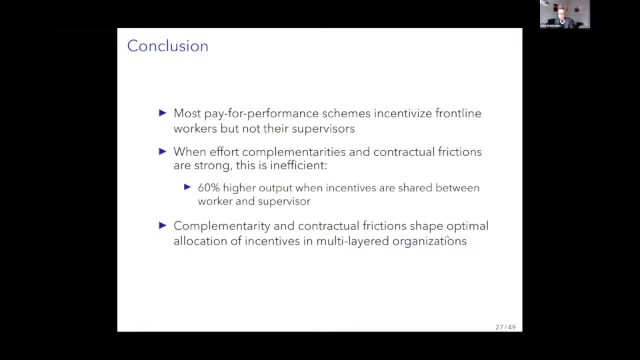 Conclusion
▶ Most pay-for-performance schemes incentivize frontline
workers but not their supervisors
▶ When effort complementarities and contractual frictions
are strong, this is inefficient:
▶ 60% higher output when incentives are shared between
worker and supervisor
▶ Complementarity and contractual frictions shape optimal
allocation of incentives in multi-layered organizations
27 / 49